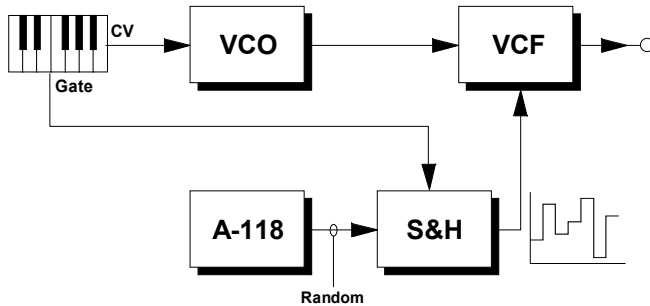 CV
VCO
VCF
Gate
A-118
S&H
Random